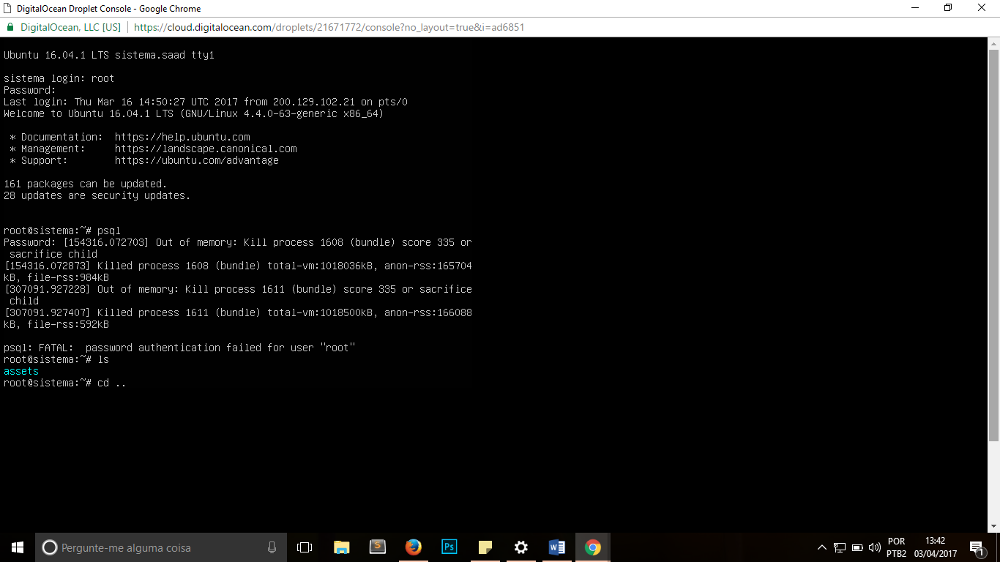 DigitalOcean Droplet Console - Google Chrome
DigitalOcean, LLC [US] | https://cloud.digitalocean.com/droplets/21671772/console?no_layout=true&i=ad6851
Ubuntu 16.04.1 LTS sistema.saad tty1
sistema login: root
Password:
Last login: Thu Mar 16 14:50:27 UTC 2017 from 200.129.102.21 on pts/0
Welcome to Ubuntu 16.04.1 LTS (GNU/Linux 4.4.0-63-generic x86_64)
* Documentation:  https://help.ubuntu.com
* Management:     https://landscape.canonical.com
* Support:        https://ubuntu.com/advantage
161 packages can be updated.
28 updates are security updates.
root@sistema:~# psql
Password: [154316.072703] Out of memory: Kill process 1608 (bundle) score 335 or
sacrifice child
[154316.072873] Killed process 1608 (bundle) total-vm:1018036kB, anon-rss:165704
kB, file-rss:984kB
[307091.927228] Out of memory: Kill process 1611 (bundle) score 335 or sacrifice
child
[307091.927407] Killed process 1611 (bundle) total-vm:1018500kB, anon-rss:166088
kB, file-rss:592kB
psql: FATAL:  password authentication failed for user "root"
root@sistema:~# ls
assets
root@sistema:~# cd ..
Pergunte-me alguma coisa
S
Ps
W
POR
PTB2
13:42
03/04/2017
1